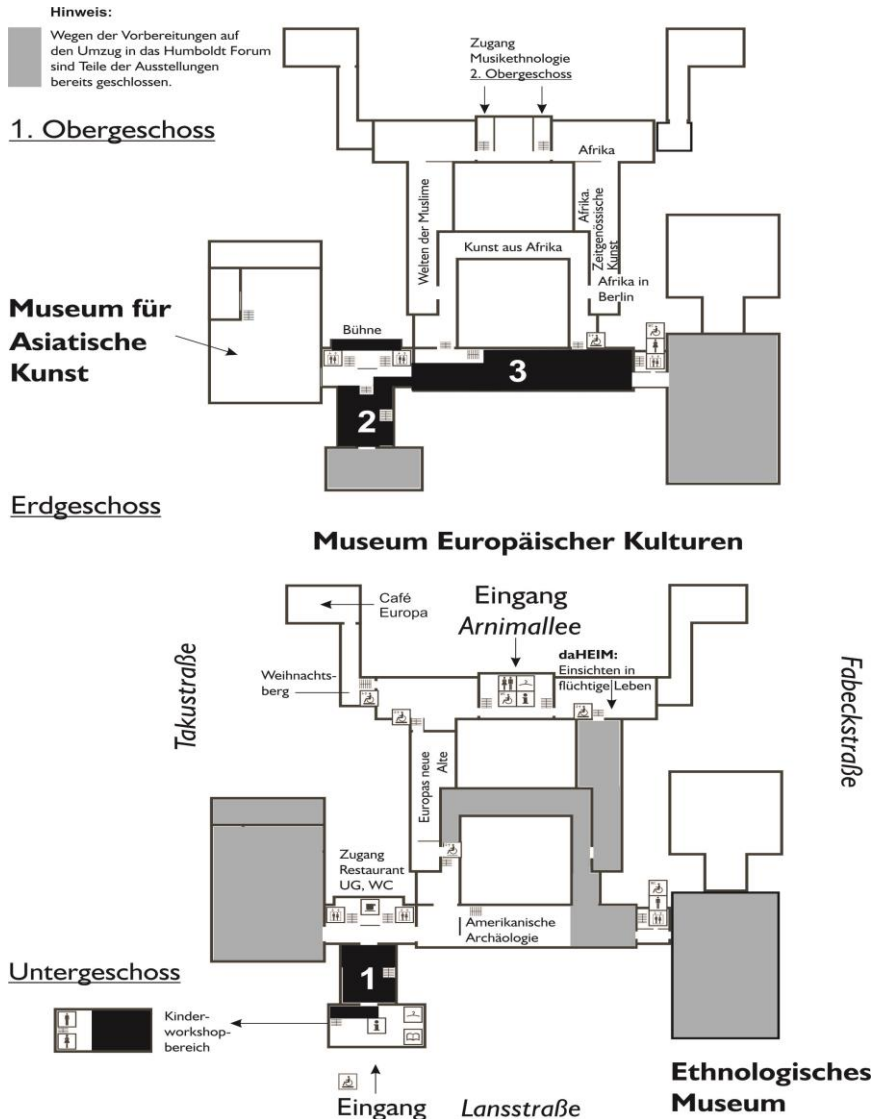 Hinweis:
Wegen der Vorbereitungen auf
den Umzug in das Humboldt Forum
sind Teile der Ausstellungen
bereits geschlossen.
1. Obergeschoss
Zugang
Musikethnologie
2. Obergeschoss
Afrika
Welten der Muslime
Afrika.
Zeitgenössische
Kunst
Kunst aus Afrika
Afrika in
Berlin
Museum für
Asiatische
Kunst
Bühne
3
2
Erdgeschoss
Museum Europäischer Kulturen
Café
Europa
Eingang
Arnimallee
daHEIM:
Einsichten in
flüchtige Leben
Weihnachts-
berg
Takustraße
Fabeckstraße
Europas neue
Alte
Zugang
Restaurant
UG, WC
Amerikanische
Archäologie
Untergeschoss
1
Kinder-
workshop-
bereich
Eingang
Lansstraße
Ethnologisches
Museum